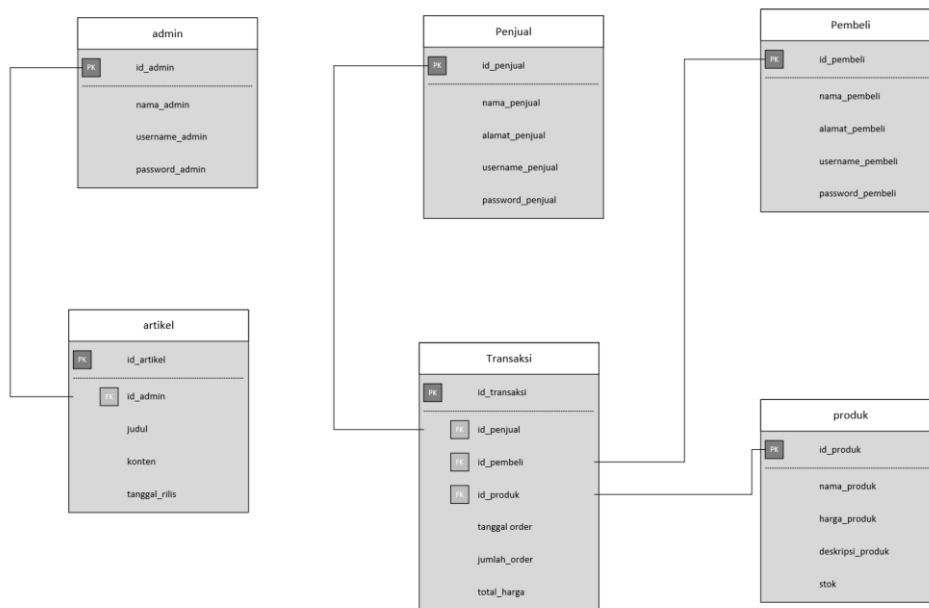 admin
PK id_admin
nama_admin
username_admin
password_admin
Penjual
PK id_penjual
nama_penjual
alamat_penjual
username_penjual
password_penjual
Pembeli
PK id_pembeli
nama_pembeli
alamat_pembeli
username_pembeli
password_pembeli
artikel
PK id_artikel
FK id_admin
judul
konten
tanggal_rilis
Transaksi
PK id_transaksi
FK id_penjual
FK id_pembeli
FK id_produk
tanggal order
jumlah_order
total_harga
produk
PK id_produk
nama_produk
harga_produk
deskripsi_produk
stok